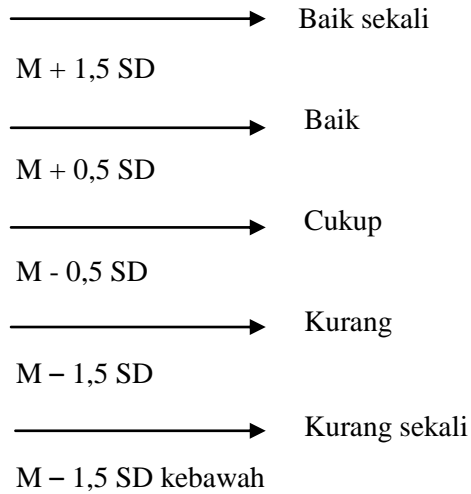 Baik sekali
M + 1,5 SD
Baik
M + 0,5 SD
Cukup
M - 0,5 SD
Kurang
M – 1,5 SD
Kurang sekali
M – 1,5 SD kebawah